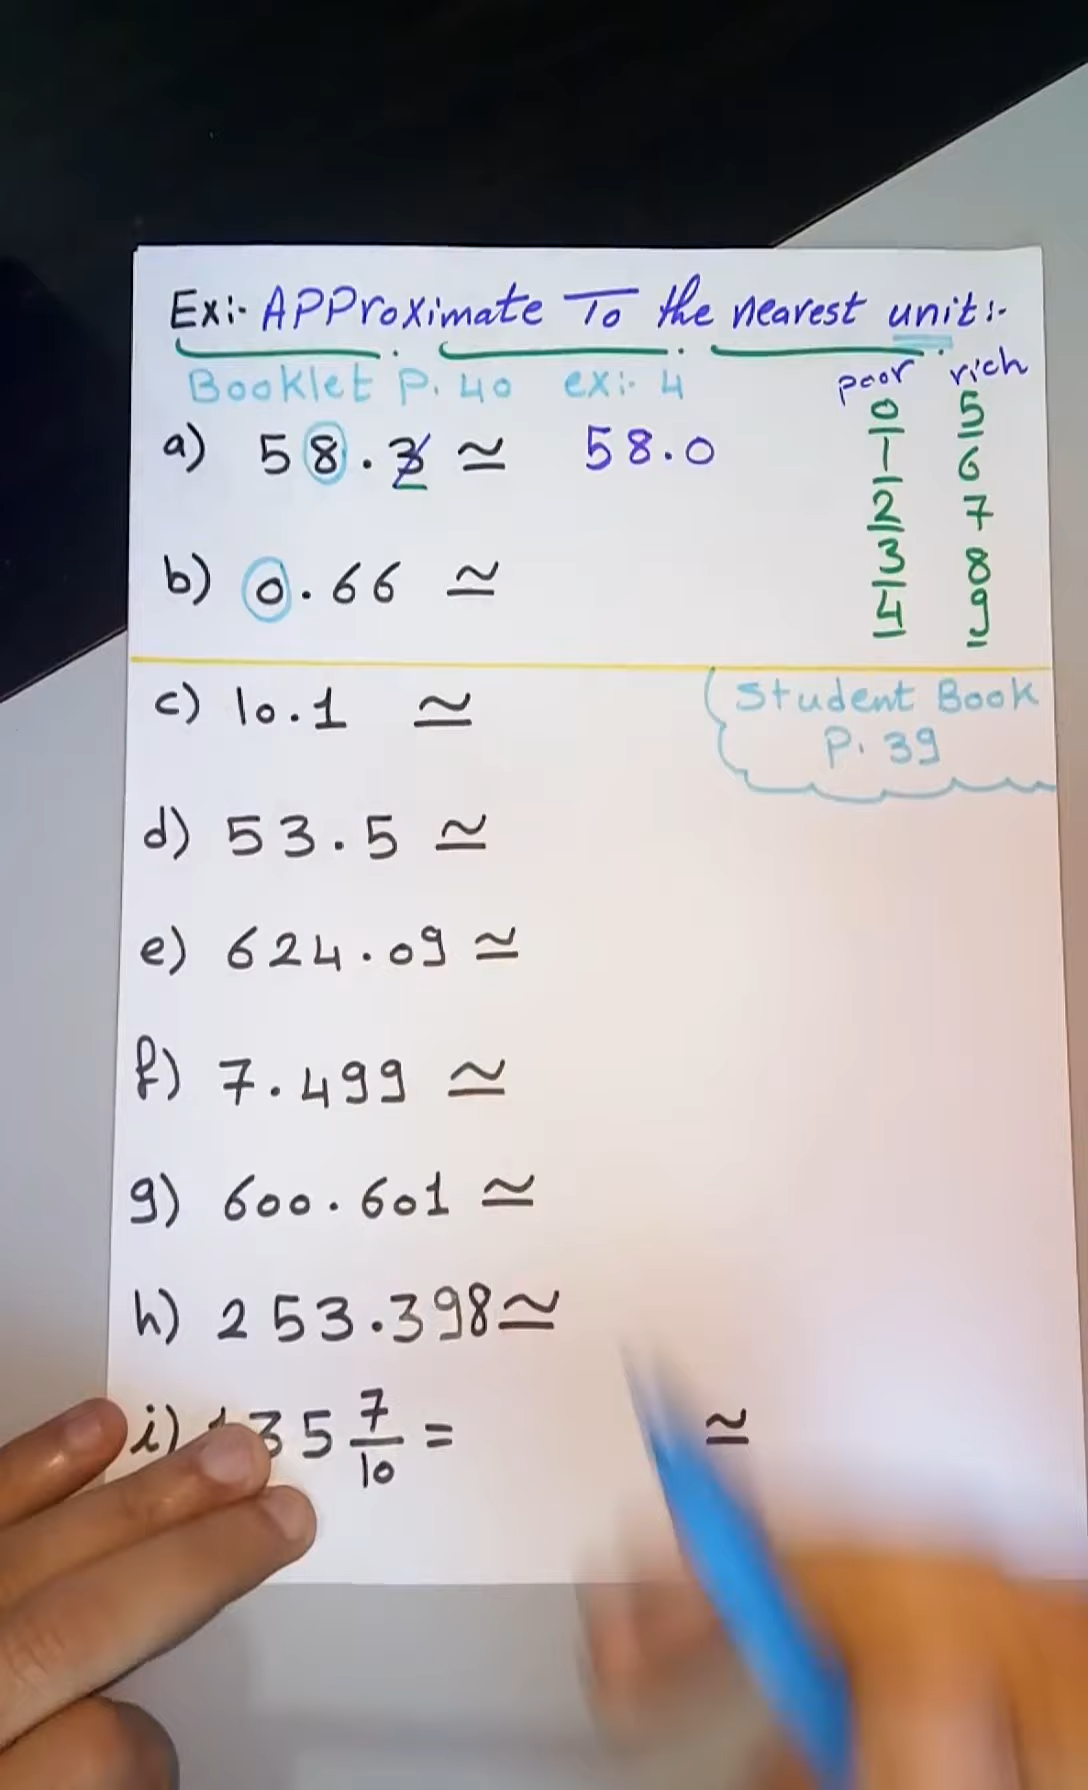 Ex:- APProximate To the nearest unit:-
Booklet P. 40 ex:- 4
poor rich
0 5
1 6
2 7
3 8
4 9
a) 58.3 ≃ 58.0
b) 0.66 ≃
Student Book
P. 39
c) 10.1 ≃
d) 53.5 ≃
e) 624.09 ≃
f) 7.499 ≃
g) 600.601 ≃
h) 253.398 ≃
i) 35 7/10 = ≃